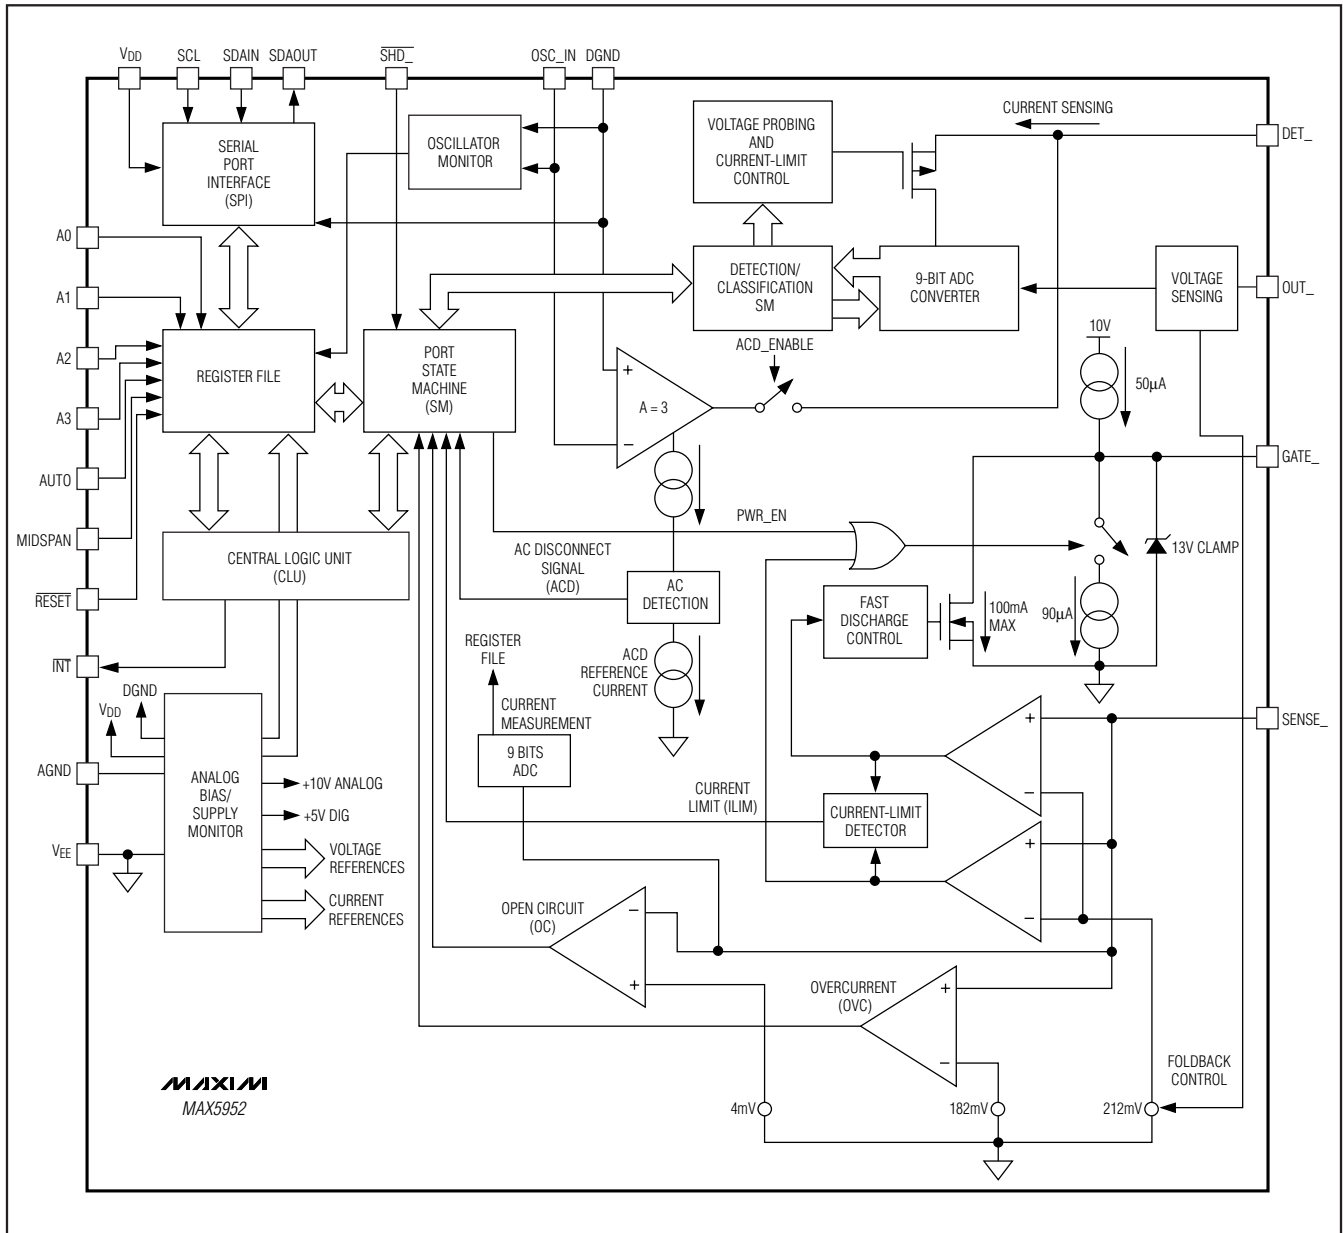 VDD
SCL
SDAIN
SDAOUT
SHD_
OSC_IN
DGND
SERIAL
PORT
INTERFACE
(SPI)
OSCILLATOR
MONITOR
VOLTAGE PROBING
AND
CURRENT-LIMIT
CONTROL
CURRENT SENSING
DET_
A0
A1
A2
A3
AUTO
MIDSPAN
RESET
INT
REGISTER FILE
PORT
STATE
MACHINE
(SM)
DETECTION/
CLASSIFICATION
SM
9-BIT ADC
CONVERTER
VOLTAGE
SENSING
OUT_
ACD_ENABLE
+
A = 3
−
10V
50µA
GATE_
PWR_EN
13V CLAMP
CENTRAL LOGIC UNIT
(CLU)
AC DISCONNECT
SIGNAL
(ACD)
AC
DETECTION
FAST
DISCHARGE
CONTROL
100mA
MAX
90µA
REGISTER
FILE
ACD
REFERENCE
CURRENT
CURRENT
MEASUREMENT
9 BITS
ADC
DGND
VDD
AGND
VEE
ANALOG
BIAS/
SUPPLY
MONITOR
+10V ANALOG
+5V DIG
VOLTAGE
REFERENCES
CURRENT
REFERENCES
CURRENT
LIMIT (ILIM)
CURRENT-LIMIT
DETECTOR
+
−
+
−
SENSE_
OPEN CIRCUIT
(OC)
−
+
OVERCURRENT
(OVC)
+
−
FOLDBACK
CONTROL
4mV
182mV
212mV
MAXIM
MAX5952